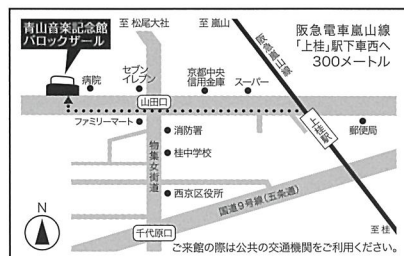 青山音楽記念館
バロックザール
至 松尾大社
至 嵐山
阪急嵐山線
阪急電車嵐山線
「上桂」駅下車西へ
300メートル
病院
セブン
イレブン
京都中央
信用金庫
スーパー
山田口
上桂駅
ファミリーマート
消防署
郵便局
物集女街道
桂中学校
西京区役所
国道9号線(五条通)
至 桂
N
千代原口
ご来館の際は公共の交通機関をご利用ください。